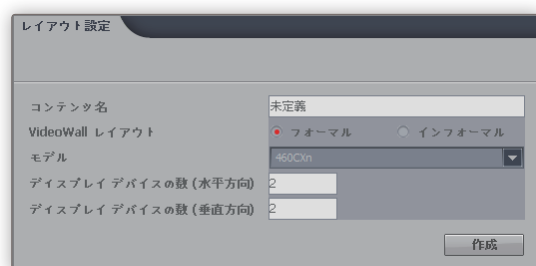 レイアウト設定
コンテンツ名 未定義
VideoWall レイアウト フォーマル インフォーマル
モデル 460CXn
ディスプレイ デバイスの数 (水平方向) 2
ディスプレイ デバイスの数 (垂直方向) 2
作成